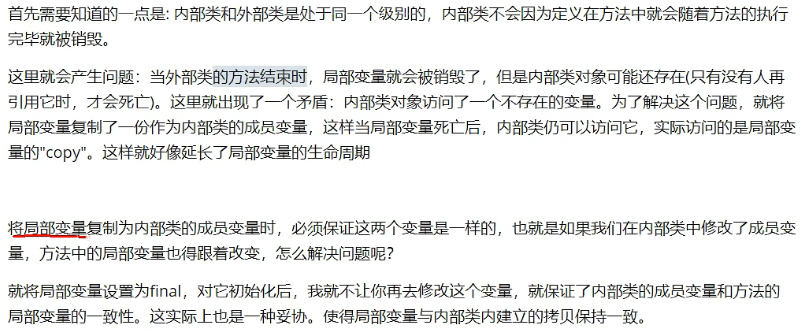 首先需要知道的一点是: 内部类和外部类是处于同一个级别的，内部类不会因为定义在方法中就会随着方法的执行
完毕就被销毁。
这里就会产生问题：当外部类的方法结束时，局部变量就会被销毁了，但是内部类对象可能还存在(只有没有人再
引用它时，才会死亡)。这里就出现了一个矛盾：内部类对象访问了一个不存在的变量。为了解决这个问题，就将
局部变量复制了一份作为内部类的成员变量，这样当局部变量死亡后，内部类仍可以访问它，实际访问的是局部变
量的"copy"。这样就好像延长了局部变量的生命周期
将局部变量复制为内部类的成员变量时，必须保证这两个变量是一样的，也就是如果我们在内部类中修改了成员变
量，方法中的局部变量也得跟着改变，怎么解决问题呢？
就将局部变量设置为final，对它初始化后，我就不让你再去修改这个变量，就保证了内部类的成员变量和方法的
局部变量的一致性。这实际上也是一种妥协。使得局部变量与内部类内建立的拷贝保持一致。